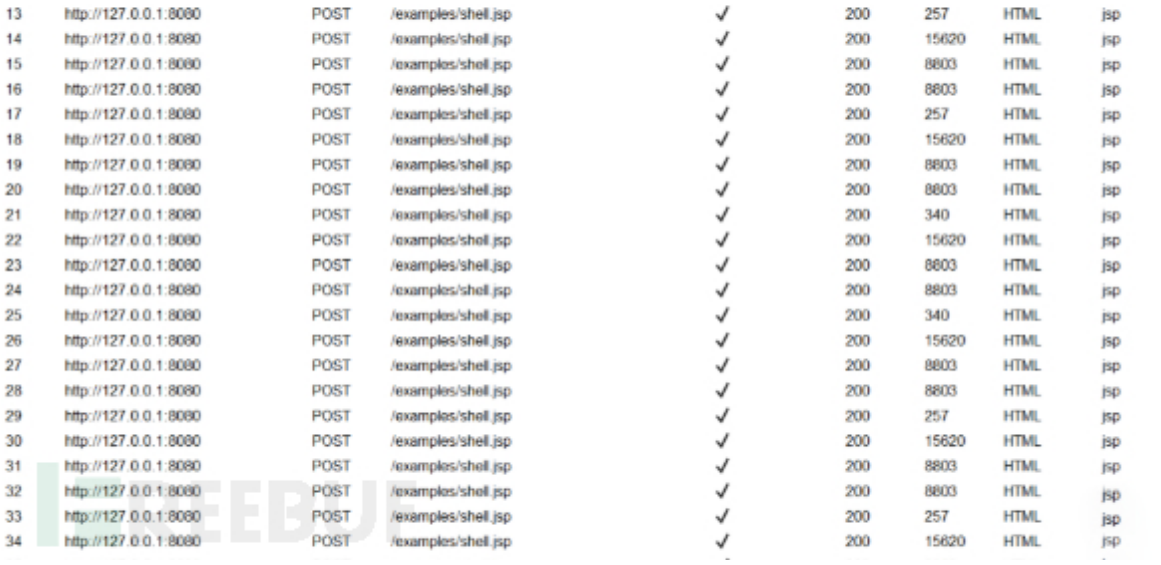 13 http://127.0.0.1:8080 POST /examples/shell.jsp ✓ 200 257 HTML jsp
14 http://127.0.0.1:8080 POST /examples/shell.jsp ✓ 200 15620 HTML jsp
15 http://127.0.0.1:8080 POST /examples/shell.jsp ✓ 200 8803 HTML jsp
16 http://127.0.0.1:8080 POST /examples/shell.jsp ✓ 200 8803 HTML jsp
17 http://127.0.0.1:8080 POST /examples/shell.jsp ✓ 200 257 HTML jsp
18 http://127.0.0.1:8080 POST /examples/shell.jsp ✓ 200 15620 HTML jsp
19 http://127.0.0.1:8080 POST /examples/shell.jsp ✓ 200 8803 HTML jsp
20 http://127.0.0.1:8080 POST /examples/shell.jsp ✓ 200 8803 HTML jsp
21 http://127.0.0.1:8080 POST /examples/shell.jsp ✓ 200 340 HTML jsp
22 http://127.0.0.1:8080 POST /examples/shell.jsp ✓ 200 15620 HTML jsp
23 http://127.0.0.1:8080 POST /examples/shell.jsp ✓ 200 8803 HTML jsp
24 http://127.0.0.1:8080 POST /examples/shell.jsp ✓ 200 8803 HTML jsp
25 http://127.0.0.1:8080 POST /examples/shell.jsp ✓ 200 340 HTML jsp
26 http://127.0.0.1:8080 POST /examples/shell.jsp ✓ 200 15620 HTML jsp
27 http://127.0.0.1:8080 POST /examples/shell.jsp ✓ 200 8803 HTML jsp
28 http://127.0.0.1:8080 POST /examples/shell.jsp ✓ 200 8803 HTML jsp
29 http://127.0.0.1:8080 POST /examples/shell.jsp ✓ 200 257 HTML jsp
30 http://127.0.0.1:8080 POST /examples/shell.jsp ✓ 200 15620 HTML jsp
31 http://127.0.0.1:8080 POST /examples/shell.jsp ✓ 200 8803 HTML jsp
32 http://127.0.0.1:8080 POST /examples/shell.jsp ✓ 200 8803 HTML jsp
33 http://127.0.0.1:8080 POST /examples/shell.jsp ✓ 200 257 HTML jsp
34 http://127.0.0.1:8080 POST /examples/shell.jsp ✓ 200 15620 HTML jsp
FREEBUF